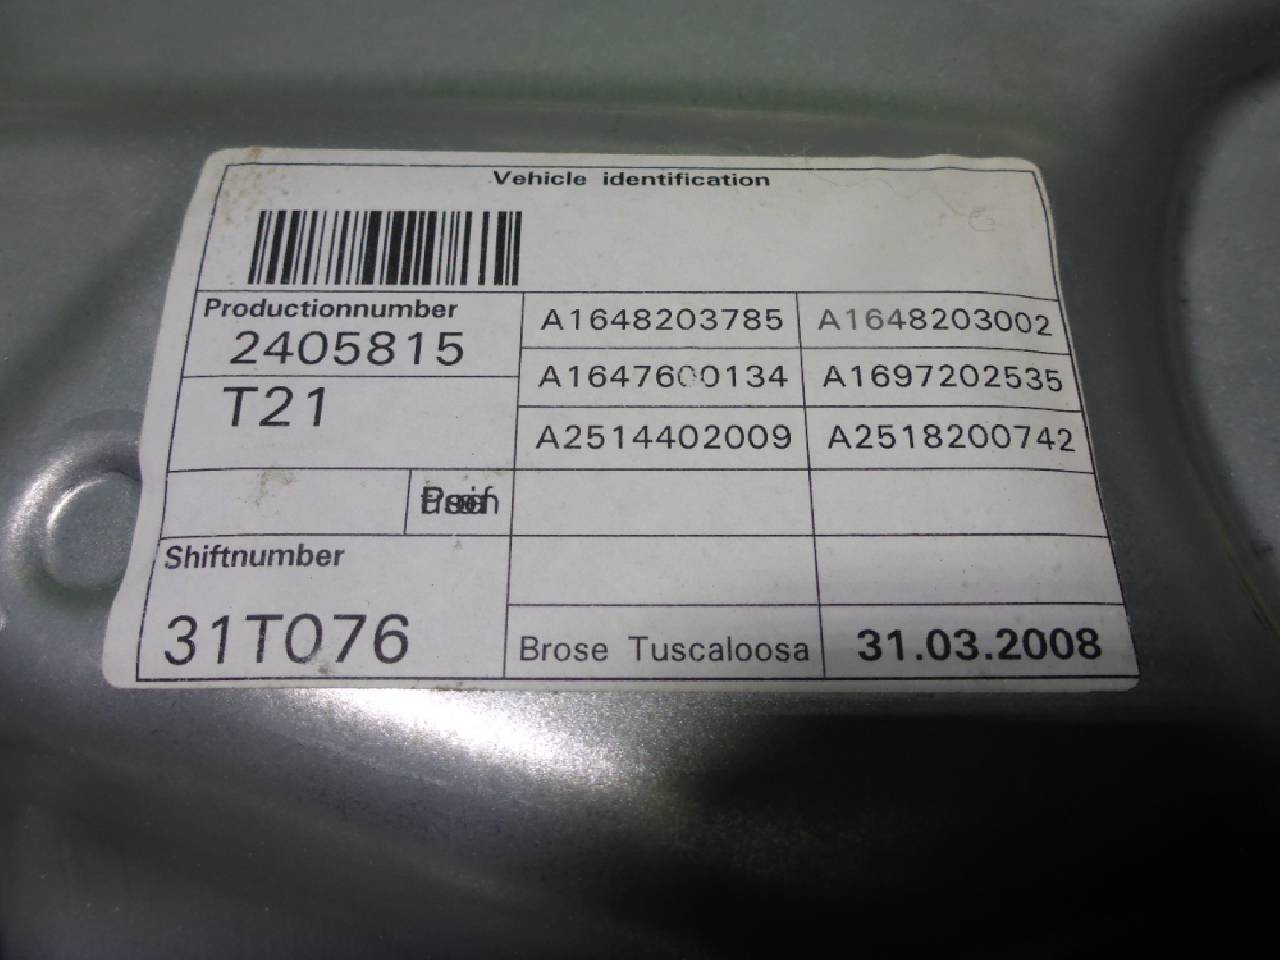 Vehicle identification
Productionnumber
2405815
T21
A1648203785 A1648203002
A1647600134 A1697202535
A2514402009 A2518200742
Shiftnumber
31T076
Brose Tuscaloosa 31.03.2008